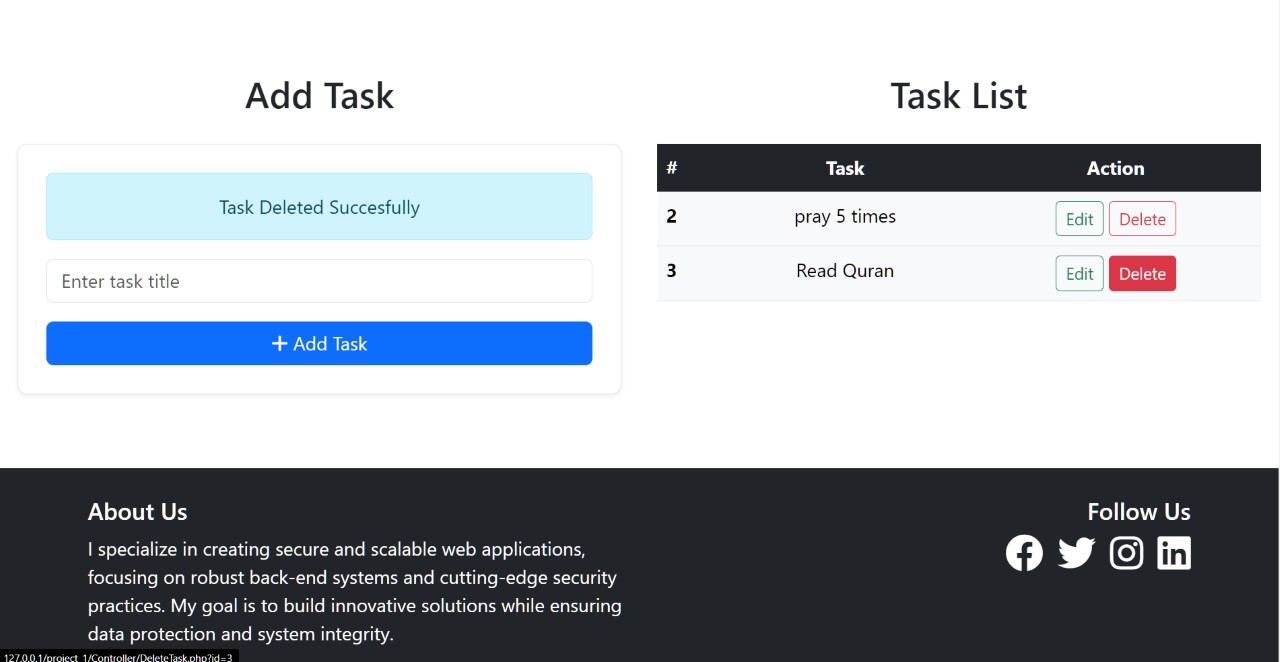 Add Task
Task Deleted Succesfully
Enter task title
+ Add Task
Task List
# Task Action
2 pray 5 times Edit Delete
3 Read Quran Edit Delete
About Us
I specialize in creating secure and scalable web applications,
focusing on robust back-end systems and cutting-edge security
practices. My goal is to build innovative solutions while ensuring
data protection and system integrity.
Follow Us
127.0.0.1/project_1/Controller/DeleteTask.php?id=3